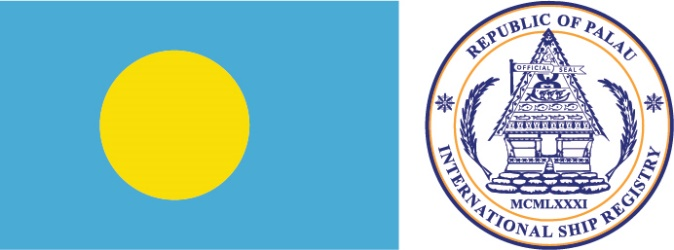 REPUBLIC OF PALAU
OFFICIAL SEAL
MCMLXXXI
INTERNATIONAL SHIP REGISTRY